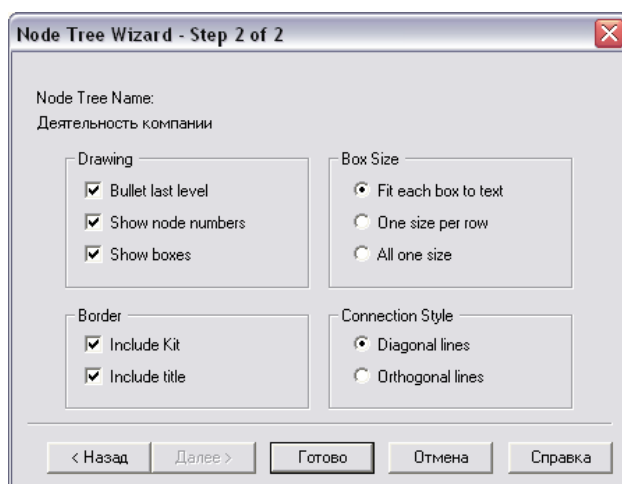 Node Tree Wizard - Step 2 of 2
Node Tree Name:
Деятельность компании
Drawing
Bullet last level
Show node numbers
Show boxes
Box Size
Fit each box to text
One size per row
All one size
Border
Include Kit
Include title
Connection Style
Diagonal lines
Orthogonal lines
< Назад
Далее >
Готово
Отмена
Справка